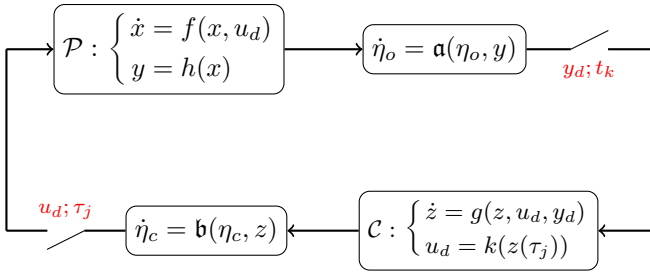 𝒫 : { ẋ = f(x, u_d)
y = h(x)
η̇_o = 𝔞(η_o, y)
y_d; t_k
u_d; τ_j
η̇_c = 𝔟(η_c, z)
𝒞 : { ż = g(z, u_d, y_d)
u_d = k(z(τ_j))